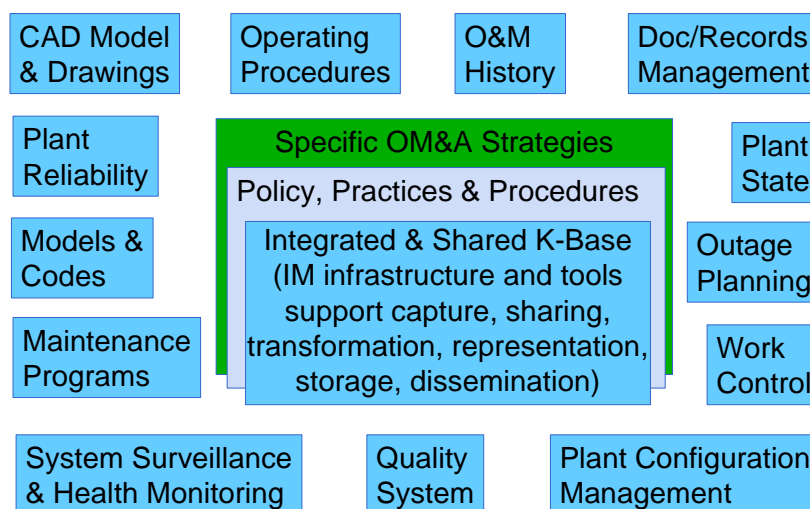 CAD Model
& Drawings
Operating
Procedures
O&M
History
Doc/Records
Management
Plant
Reliability
Specific OM&A Strategies
Plant
State
Policy, Practices & Procedures
Models &
Codes
Integrated & Shared K-Base
(IM infrastructure and tools
support capture, sharing,
transformation, representation,
storage, dissemination)
Outage
Planning
Maintenance
Programs
Work
Control
System Surveillance
& Health Monitoring
Quality
System
Plant Configuration
Management